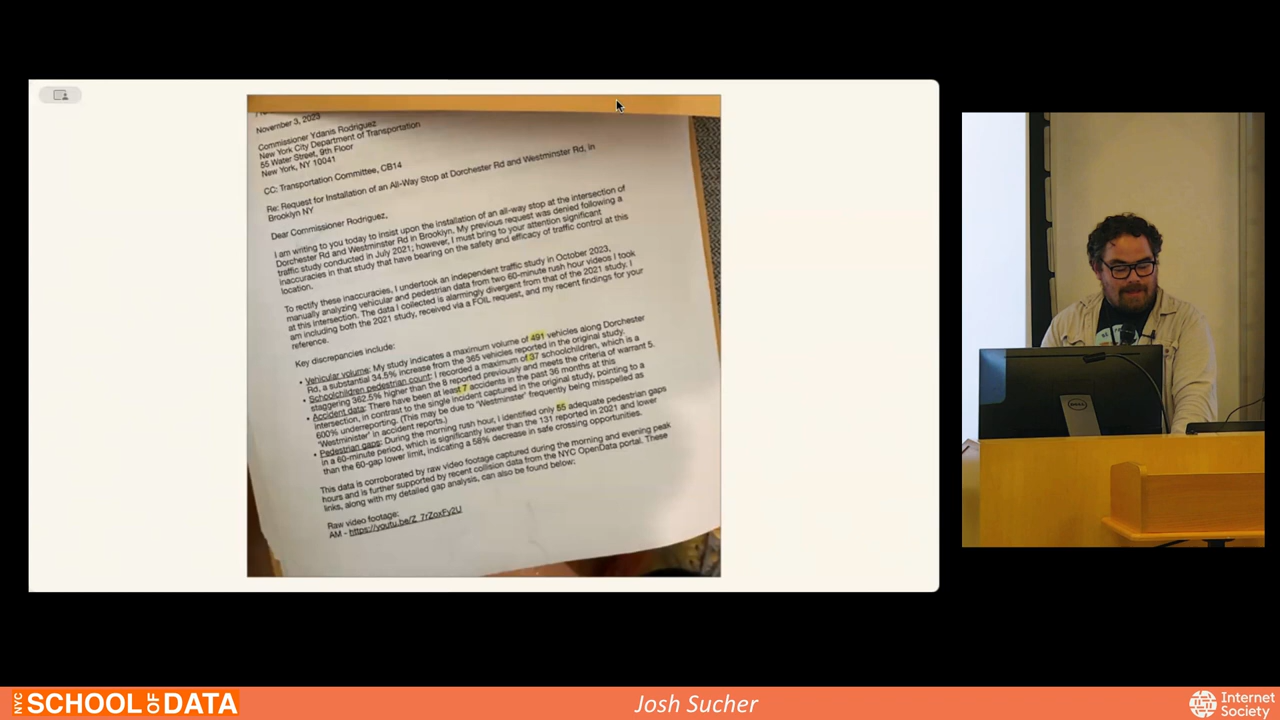 November 3, 2023
Commissioner Ydanis Rodriguez
New York City Department of Transportation
55 Water Street, 9th Floor
New York, NY 10041
CC: Transportation Committee, CB14
Re: Request for Installation of an All-Way Stop at Dorchester Rd and Westminster Rd, in
Brooklyn NY
Dear Commissioner Rodriguez,
I am writing to you today to insist upon the installation of an all-way stop at the intersection of
Dorchester Rd and Westminster Rd in Brooklyn. My previous request was denied following a
traffic study conducted in July 2021; however, I must bring to your attention significant
inaccuracies in that study that have bearing on the safety and efficacy of traffic control at this
location.
To rectify these inaccuracies, I undertook an independent traffic study in October 2023,
manually analyzing vehicular and pedestrian data from two 60-minute rush hour videos I took
at this intersection. The data I collected is alarmingly divergent from that of the 2021 study. I
am including both the 2021 study, received via a FOIL request, and my recent findings for your
reference.
Key discrepancies include:
• Vehicular volume: My study indicates a maximum volume of 491 vehicles along Dorchester
Rd, a substantial 34.5% increase from the 365 vehicles reported in the original study.
• Schoolchildren pedestrian count: I recorded a maximum of 37 schoolchildren, which is a
staggering 362.5% higher than the 8 reported previously and meets the criteria of warrant 5.
• Accident data: There have been at least 7 accidents in the past 36 months at this
intersection, in contrast to the single incident captured in the original study, pointing to a
600% underreporting. (This may be due to 'Westminster' frequently being misspelled as
'Westminister' in accident reports.)
• Pedestrian gaps: During the morning rush hour, I identified only 55 adequate pedestrian gaps
in a 60-minute period, which is significantly lower than the 131 reported in 2021 and lower
than the 60-gap lower limit, indicating a 58% decrease in safe crossing opportunities.
This data is corroborated by raw video footage captured during the morning and evening peak
hours and is further supported by recent collision data from the NYC OpenData portal. These
links, along with my detailed gap analysis, can also be found below:
Raw video footage:
AM - https://youtu.be/Z_7rZoxFy2U
DELL
NYC SCHOOL OF DATA
Josh Sucher
Internet
Society